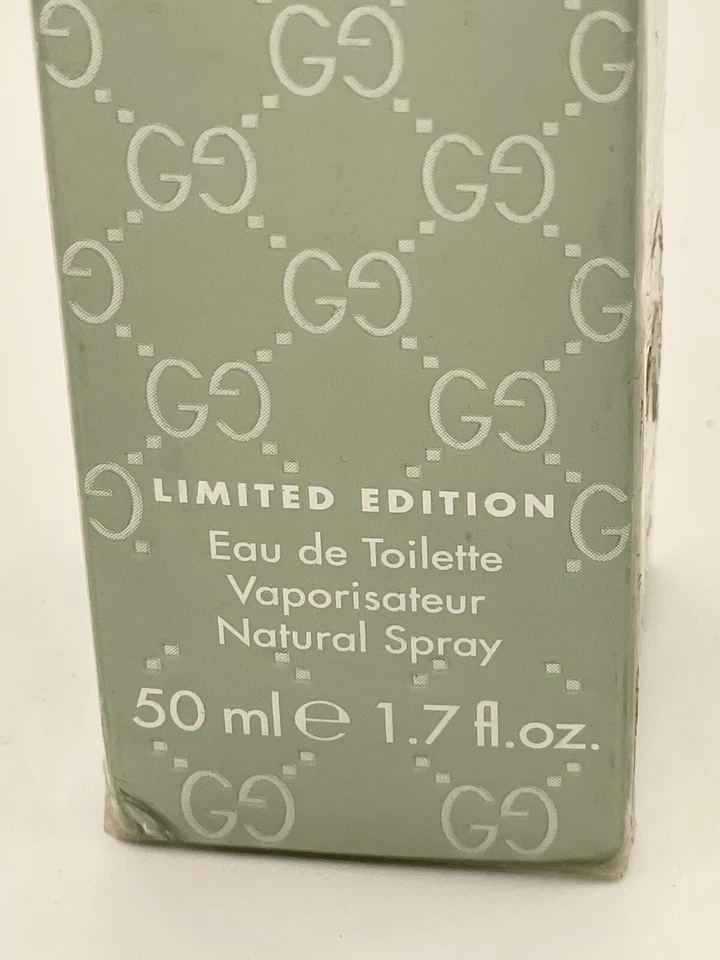 LIMITED EDITION
Eau de Toilette
Vaporisateur
Natural Spray
50 ml ℮ 1.7 fl.oz.